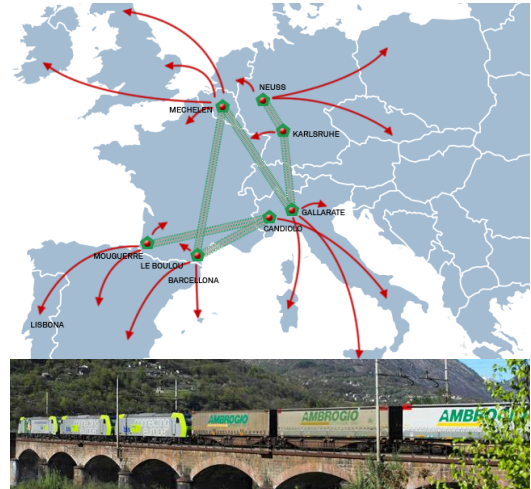 NEUSS
MECHELEN
KARLSRUHE
GALLARATE
CANDIOLO
MOUGUERRE
LE BOULOU
BARCELLONA
LISBONA
AMBROGIO
AMBROGIO
AMBROGIO